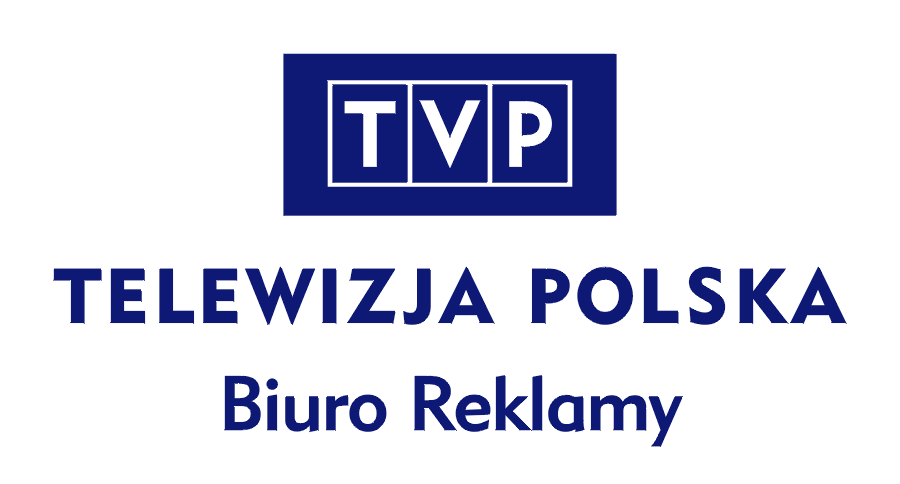 TVP
TELEWIZJA POLSKA
Biuro Reklamy